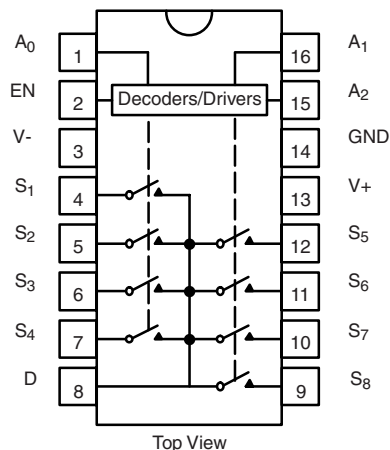 A0 1 16 A1
EN 2 Decoders/Drivers 15 A2
V- 3 14 GND
S1 4 13 V+
S2 5 12 S5
S3 6 11 S6
S4 7 10 S7
D 8 9 S8
Top View